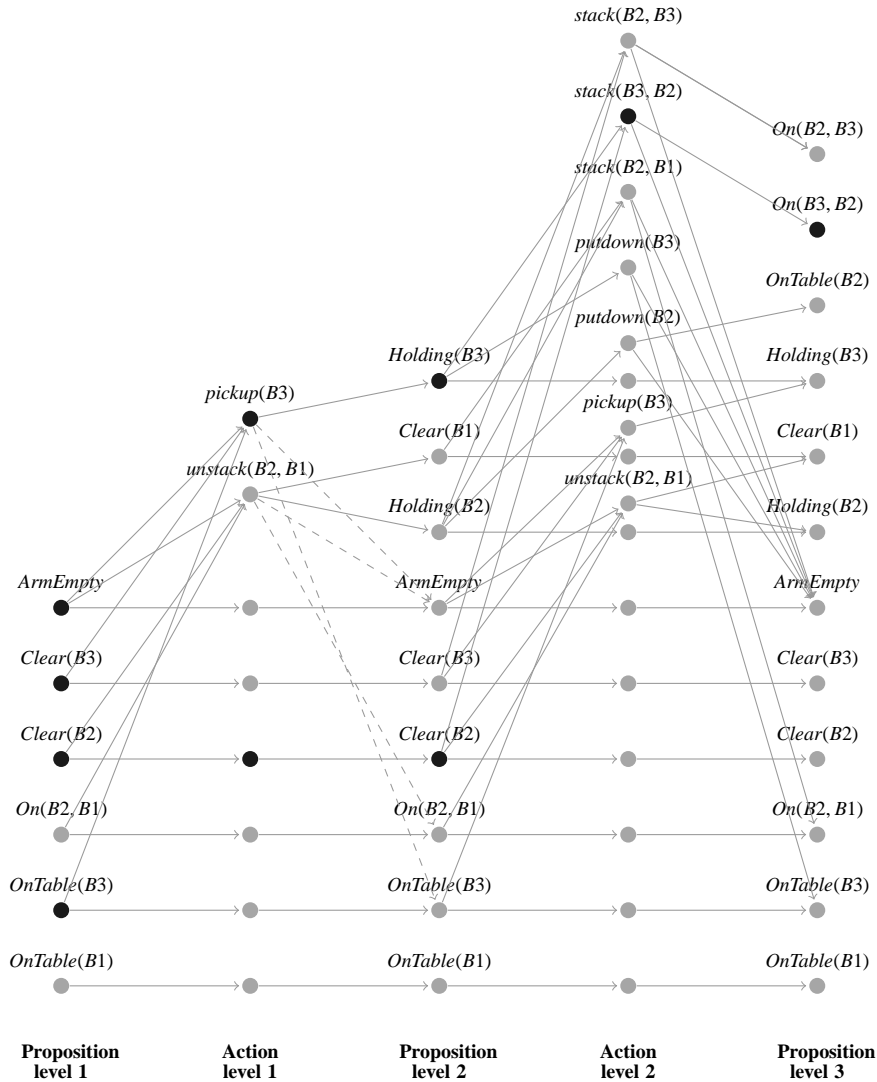 stack(B2, B3)
stack(B3, B2)
On(B2, B3)
stack(B2, B1)
On(B3, B2)
putdown(B3)
OnTable(B2)
putdown(B2)
Holding(B3)
Holding(B3)
pickup(B3)
pickup(B3)
Clear(B1)
Clear(B1)
unstack(B2, B1)
unstack(B2, B1)
Holding(B2)
Holding(B2)
ArmEmpty
ArmEmpty
ArmEmpty
Clear(B3)
Clear(B3)
Clear(B3)
Clear(B2)
Clear(B2)
Clear(B2)
On(B2, B1)
On(B2, B1)
On(B2, B1)
OnTable(B3)
OnTable(B3)
OnTable(B3)
OnTable(B1)
OnTable(B1)
OnTable(B1)
Proposition
level 1
Action
level 1
Proposition
level 2
Action
level 2
Proposition
level 3